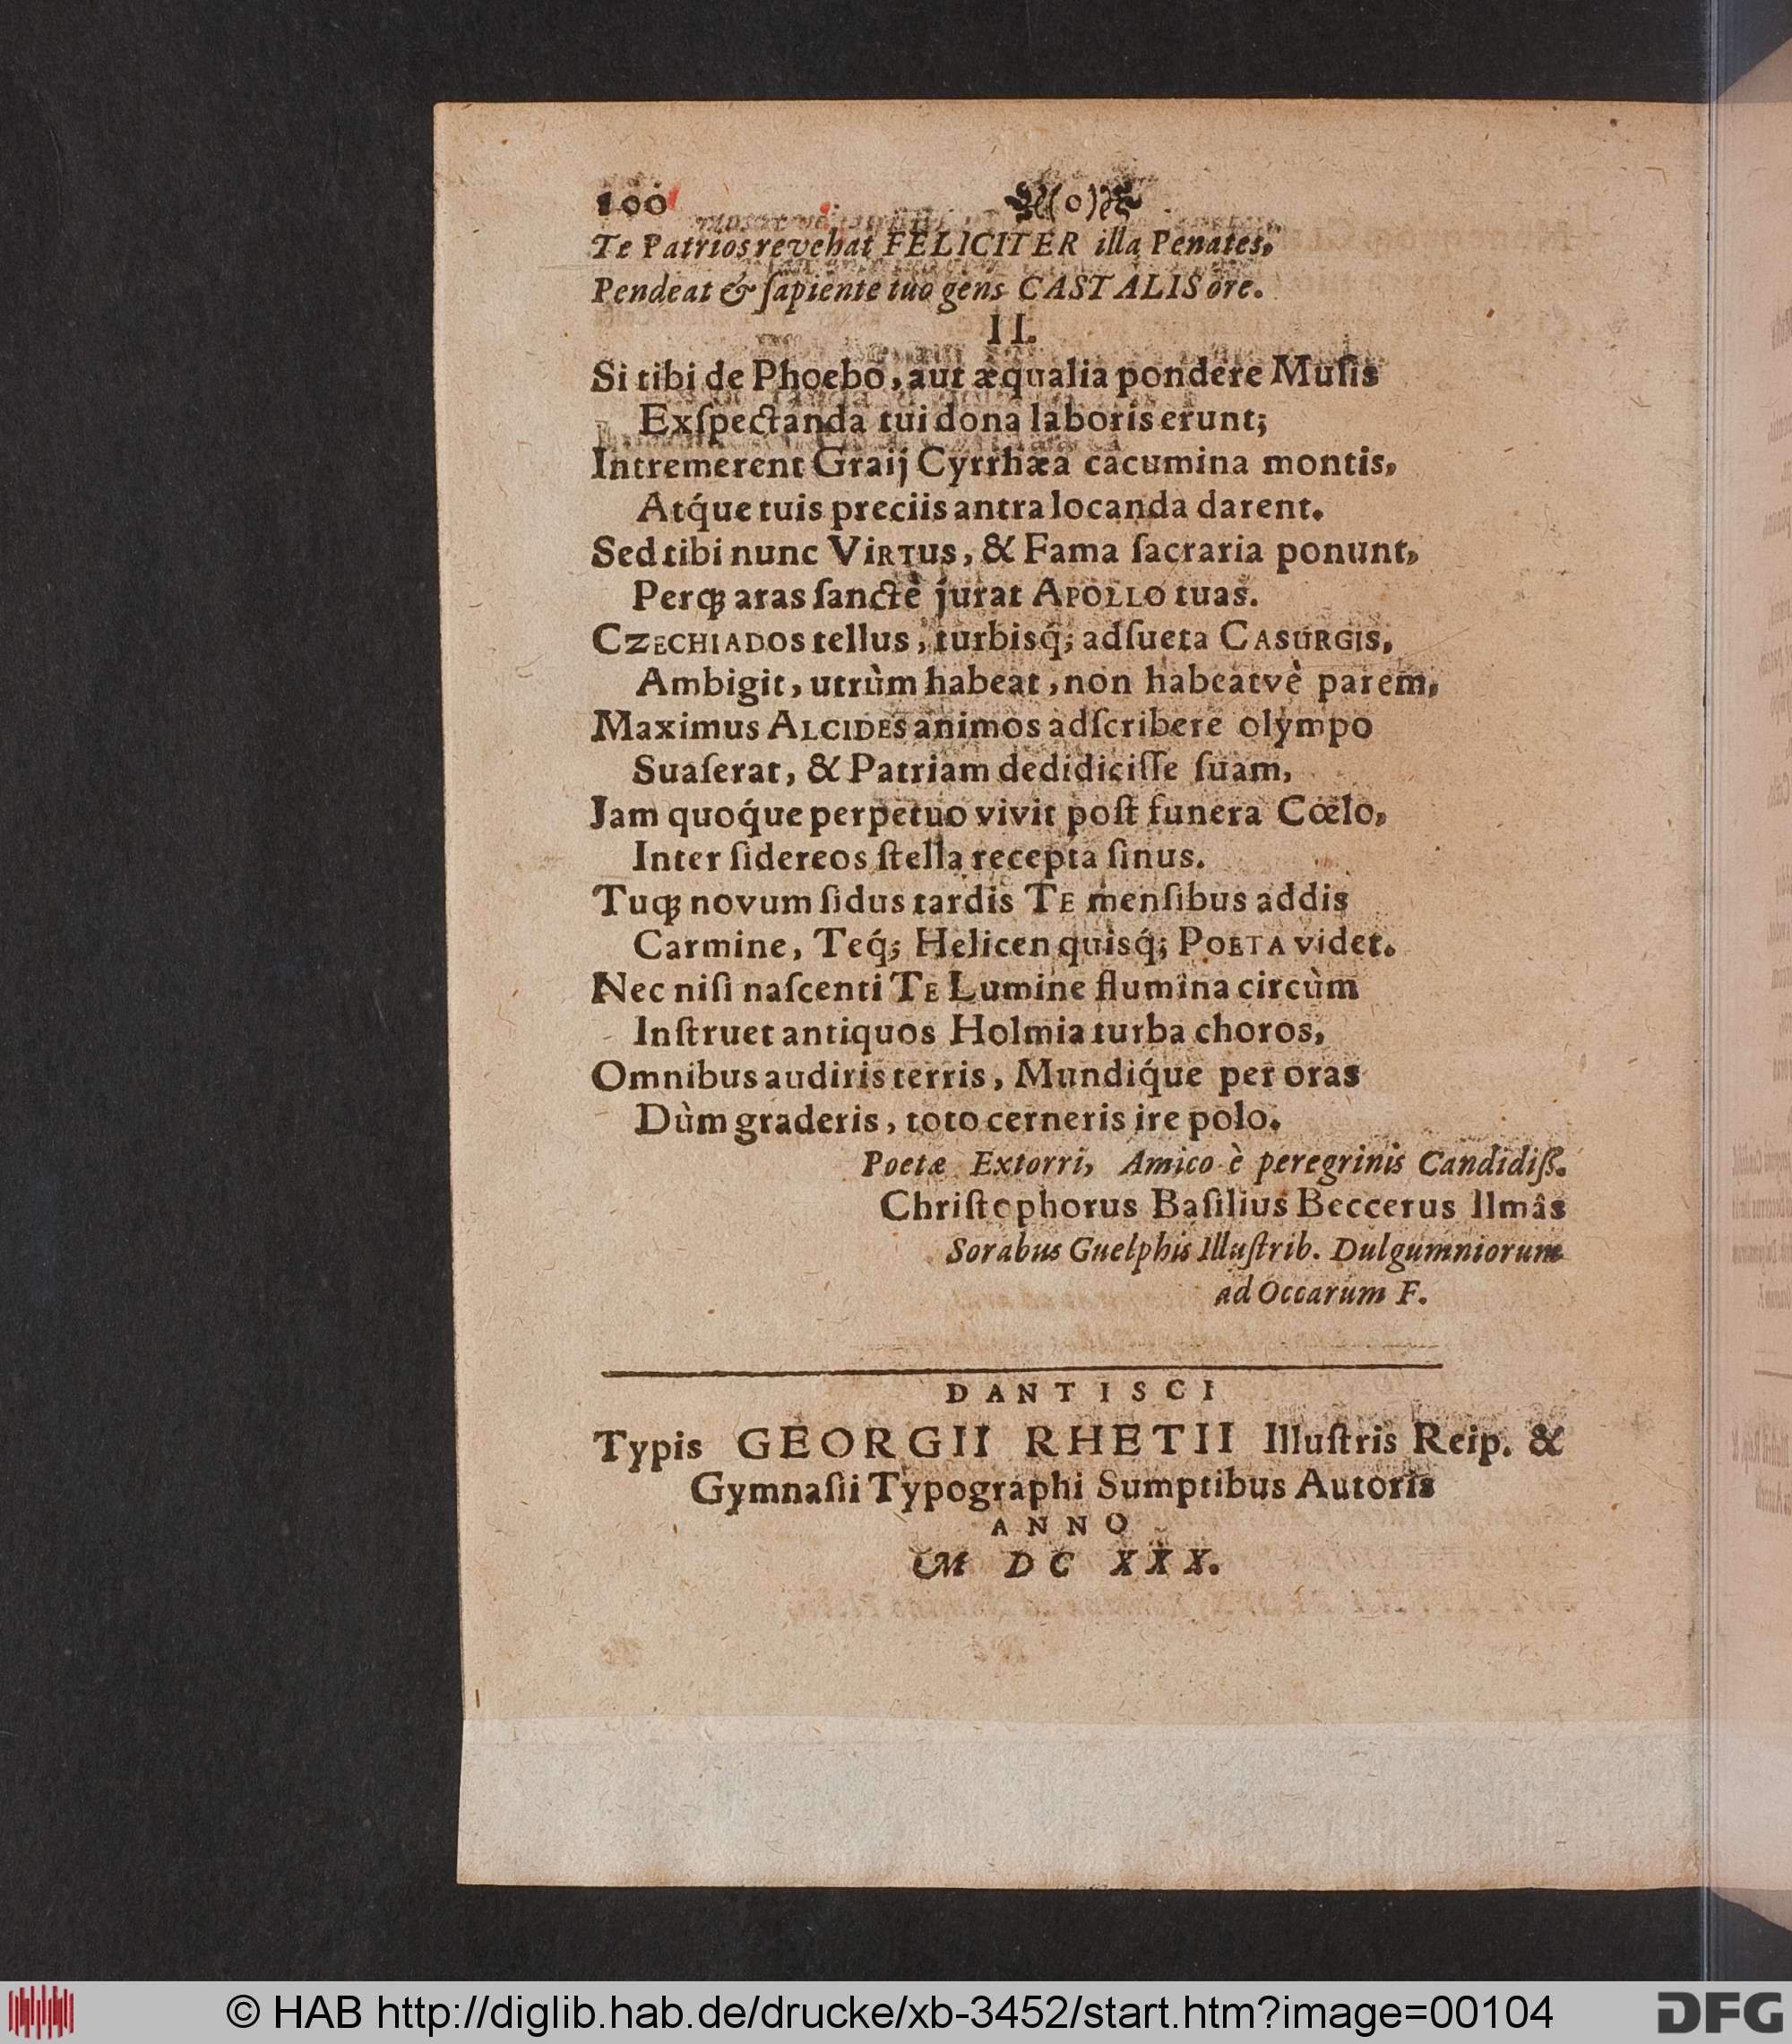 100 (o)
Te Patrios revehat FELICITER illa Penates,
Pendeat & ſapiente tuo gens CASTALIS ore.
II.
Si tibi de Phoebo, aut æqualia pondere Muſis
Exſpectanda tui dona laboris erunt;
Intremerent Graij Cyrrhæa cacumina montis,
Atq́ue tuis preciis antra locanda darent.
Sed tibi nunc VIRTUS, & Fama ſacraria ponunt,
Perq; aras ſanctè jurat APOLLO tuas.
CZECHIADOS tellus, turbisq́; adſueta CASURGIS,
Ambigit, utrùm habeat, non habeatvè parem,
Maximus ALCIDES animos adſcribere olympo
Suaſerat, & Patriam dedidiciſſe ſuam,
Jam quoq́ue perpetuo vivit poſt funera Cœlo,
Inter ſidereos ſtella recepta ſinus.
Tuq; novum ſidus tardis TE menſibus addis
Carmine, Teq́; Helicen quisq́; POETA videt.
Nec niſi naſcenti TE Lumine flumina circùm
Inſtruet antiquos Holmia turba choros,
Omnibus audiris terris, Mundiq́ue per oras
Dùm graderis, toto cerneris ire polo.
Poetæ Extorri, Amico è peregrinis Candidiß.
Chriſtophorus Baſilius Beccerus Ilmâs
Sorabus Guelphis Illuſtrib. Dulgumniorum
ad Occarum F.
DANTISCI
Typis GEORGII RHETII Illuſtris Reip. &
Gymnaſii Typographi Sumptibus Autoris
ANNO
M DC XXX.
© HAB http://diglib.hab.de/drucke/xb-3452/start.htm?image=00104
DFG